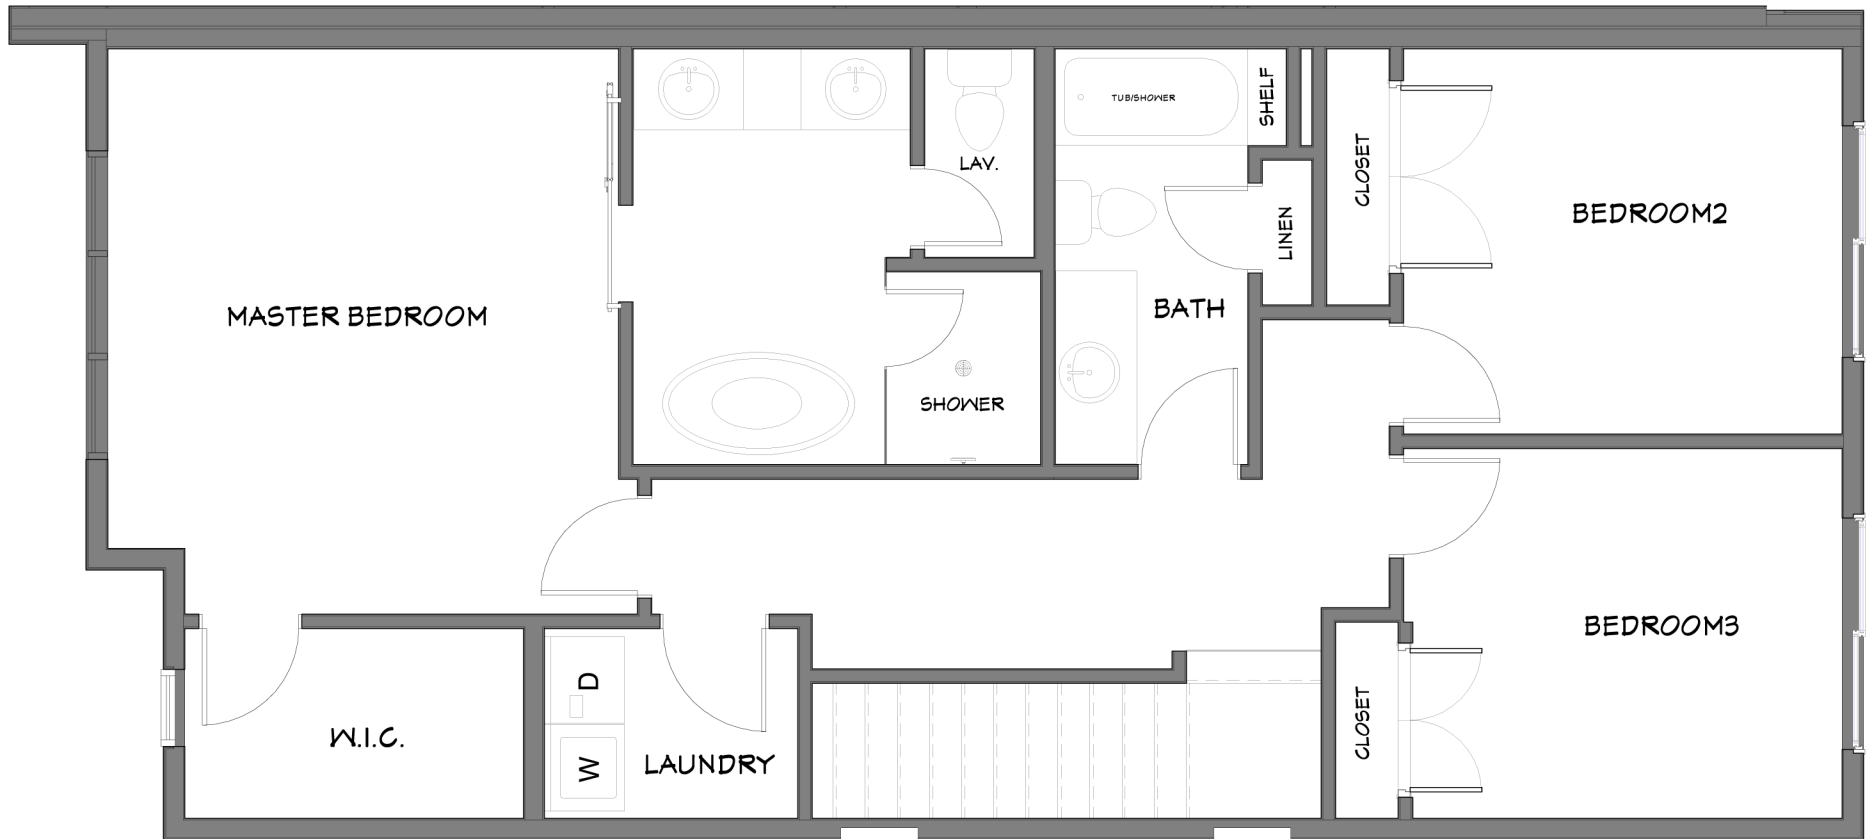 TUB/SHOWER
SHELF
LAV.
CLOSET
LINEN
BEDROOM2
MASTER BEDROOM
BATH
SHOWER
BEDROOM3
D
W.I.C.
W
LAUNDRY
CLOSET